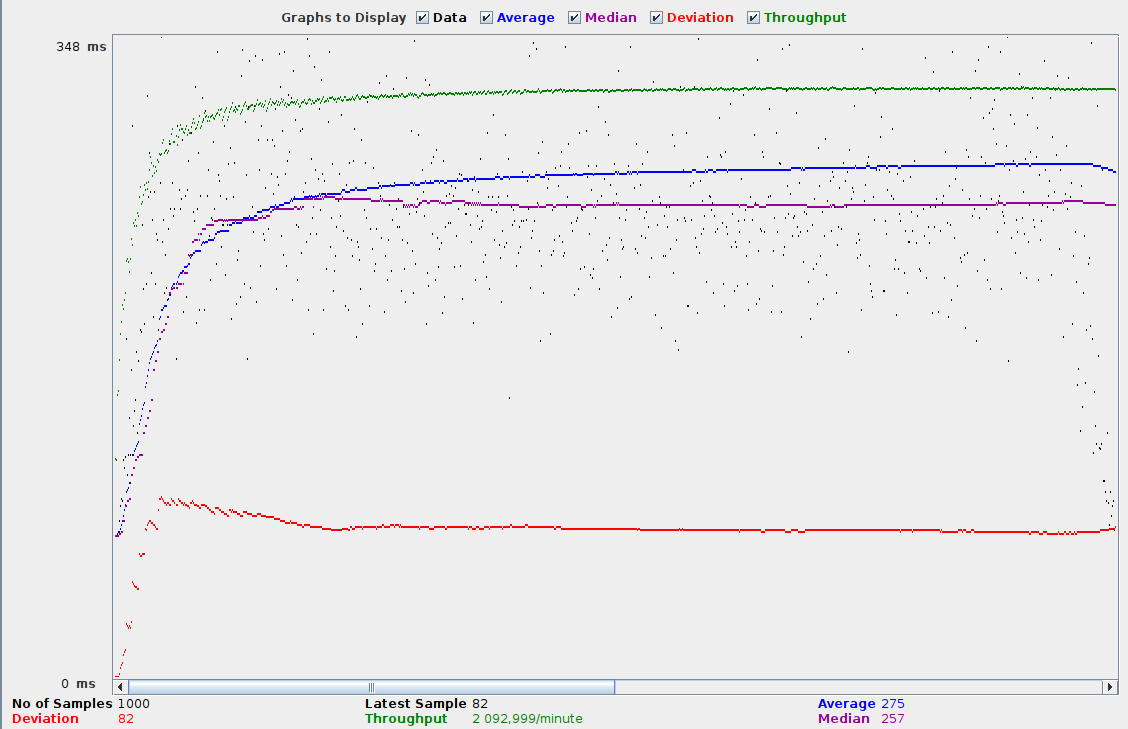 Graphs to Display Data Average Median Deviation Throughput
348 ms
0 ms
No of Samples 1000 Latest Sample 82 Average 275
Deviation 82 Throughput 2 092,999/minute Median 257